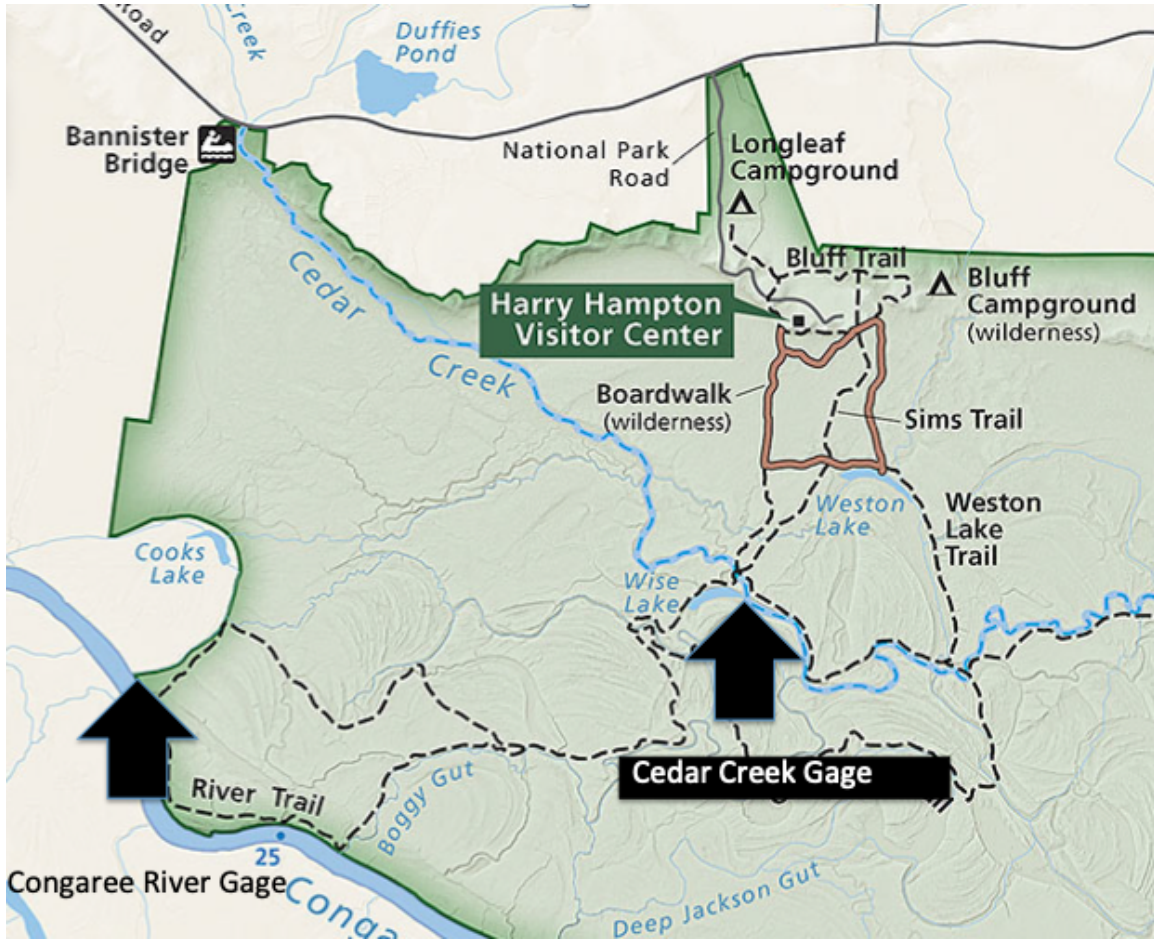 Road
Creek
Duffies
Pond
Bannister
Bridge
National Park
Road
Longleaf
Campground
Bluff Trail
Cedar
Creek
Harry Hampton
Visitor Center
Bluff
Campground
(wilderness)
Boardwalk
(wilderness)
Sims Trail
Weston
Lake
Weston
Lake
Trail
Cooks
Lake
Wise
Lake
Cedar Creek Gage
River Trail
Boggy Gut
25
Congaree River Gage
Conga
Deep Jackson Gut